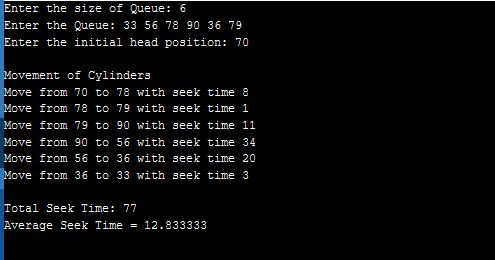 Enter the size of Queue: 6
Enter the Queue: 33 56 78 90 36 79
Enter the initial head position: 70
Movement of Cylinders
Move from 70 to 78 with seek time 8
Move from 78 to 79 with seek time 1
Move from 79 to 90 with seek time 11
Move from 90 to 56 with seek time 34
Move from 56 to 36 with seek time 20
Move from 36 to 33 with seek time 3
Total Seek Time: 77
Average Seek Time = 12.833333